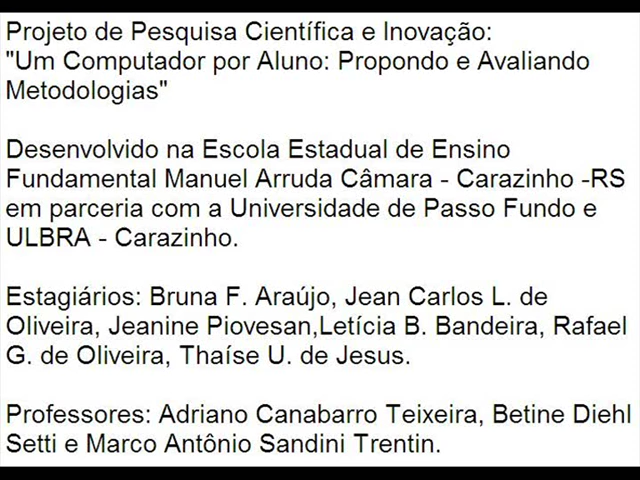 Projeto de Pesquisa Científica e Inovação:
"Um Computador por Aluno: Propondo e Avaliando
Metodologias"
Desenvolvido na Escola Estadual de Ensino
Fundamental Manuel Arruda Câmara - Carazinho -RS
em parceria com a Universidade de Passo Fundo e
ULBRA - Carazinho.
Estagiários: Bruna F. Araújo, Jean Carlos L. de
Oliveira, Jeanine Piovesan,Letícia B. Bandeira, Rafael
G. de Oliveira, Thaíse U. de Jesus.
Professores: Adriano Canabarro Teixeira, Betine Diehl
Setti e Marco Antônio Sandini Trentin.